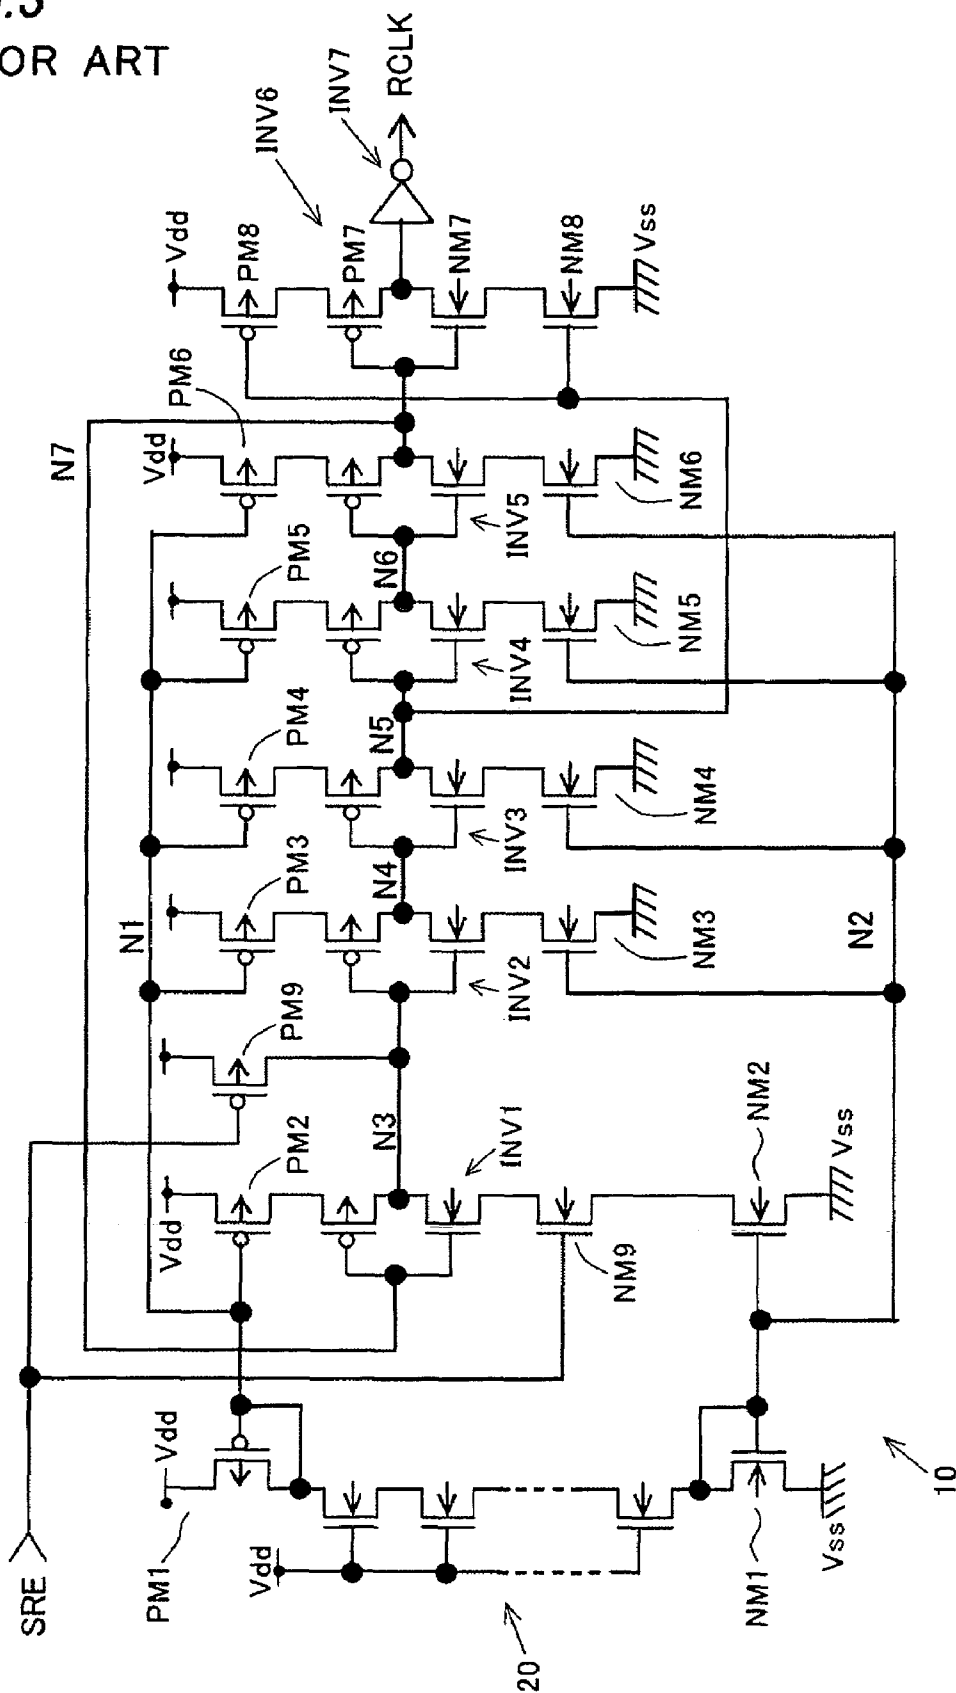 OR ART
SRE
RCLK
INV7
INV6
Vdd
PM8
PM7
NM7
NM8
Vss
PM6
Vdd
N7
N6
INV5
NM6
PM5
INV4
NM5
PM4
N5
INV3
NM4
PM3
N4
INV2
NM3
N1
N2
PM9
PM2
N3
INV1
NM2
Vss
Vdd
NM9
Vdd
PM1
Vdd
NM1
Vss
20
10